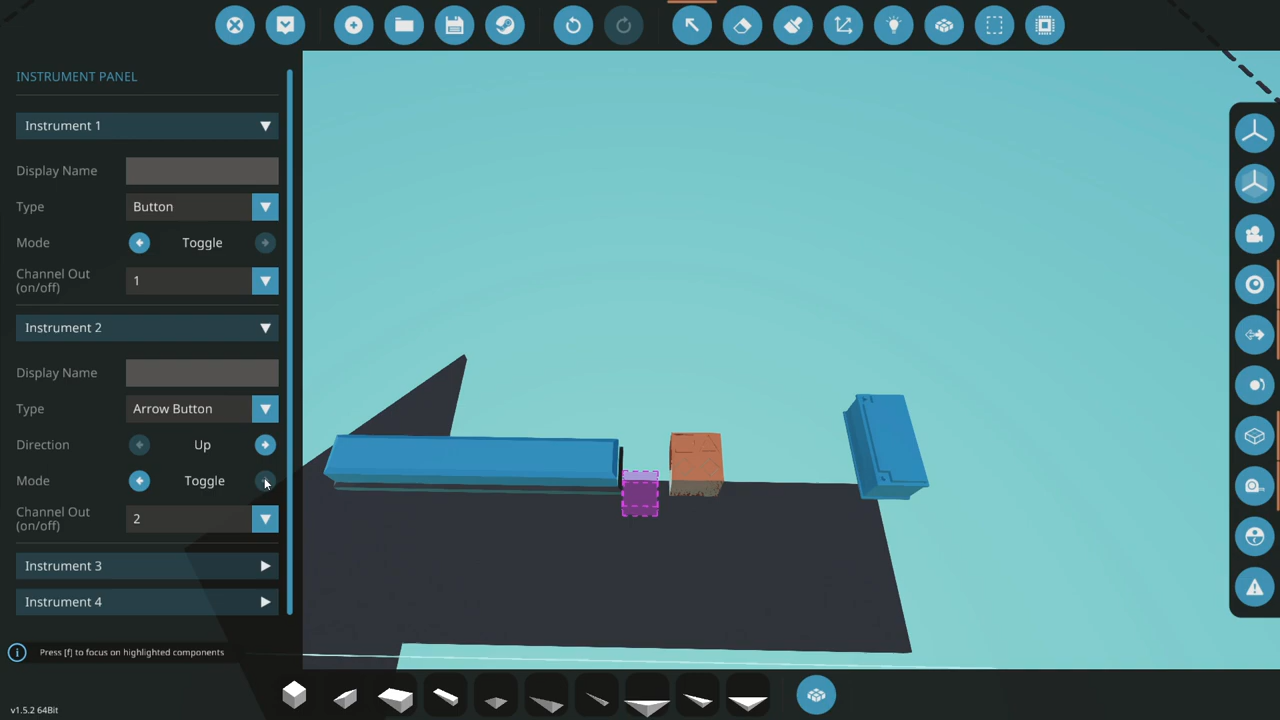 INSTRUMENT PANEL
Instrument 1
Display Name
Type Button
Mode Toggle
Channel Out
(on/off) 1
Instrument 2
Display Name
Type Arrow Button
Direction Up
Mode Toggle
Channel Out
(on/off) 2
Instrument 3
Instrument 4
Press [f] to focus on highlighted components
v1.5.2 64Bit